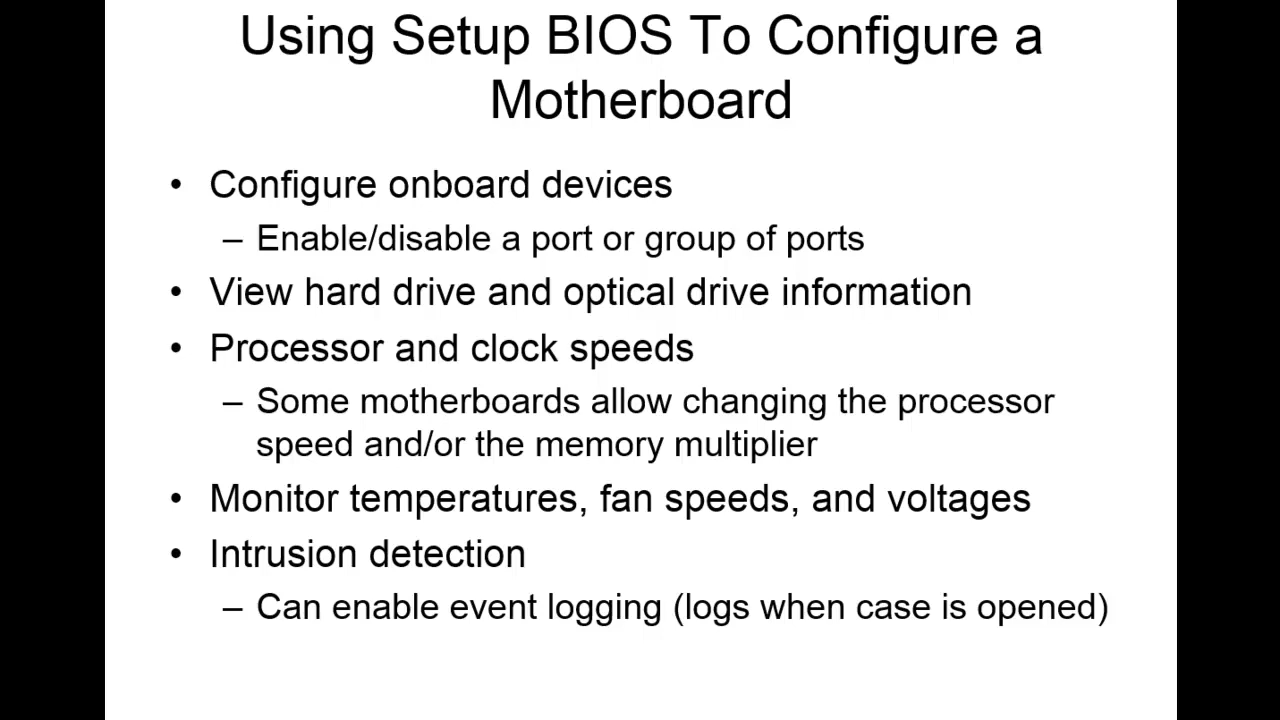 Using Setup BIOS To Configure a
Motherboard
• Configure onboard devices
– Enable/disable a port or group of ports
• View hard drive and optical drive information
• Processor and clock speeds
– Some motherboards allow changing the processor
speed and/or the memory multiplier
• Monitor temperatures, fan speeds, and voltages
• Intrusion detection
– Can enable event logging (logs when case is opened)